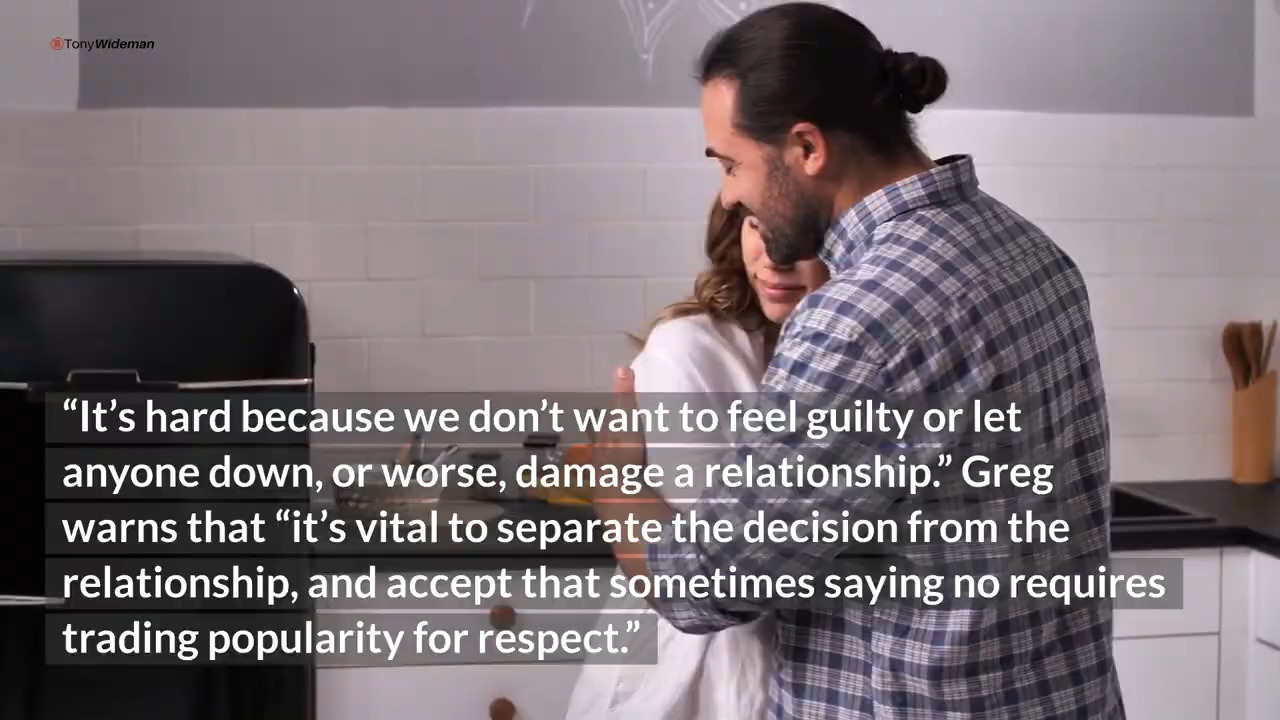 TonyWideman
“It’s hard because we don’t want to feel guilty or let
anyone down, or worse, damage a relationship.” Greg
warns that “it’s vital to separate the decision from the
relationship, and accept that sometimes saying no requires
trading popularity for respect.”